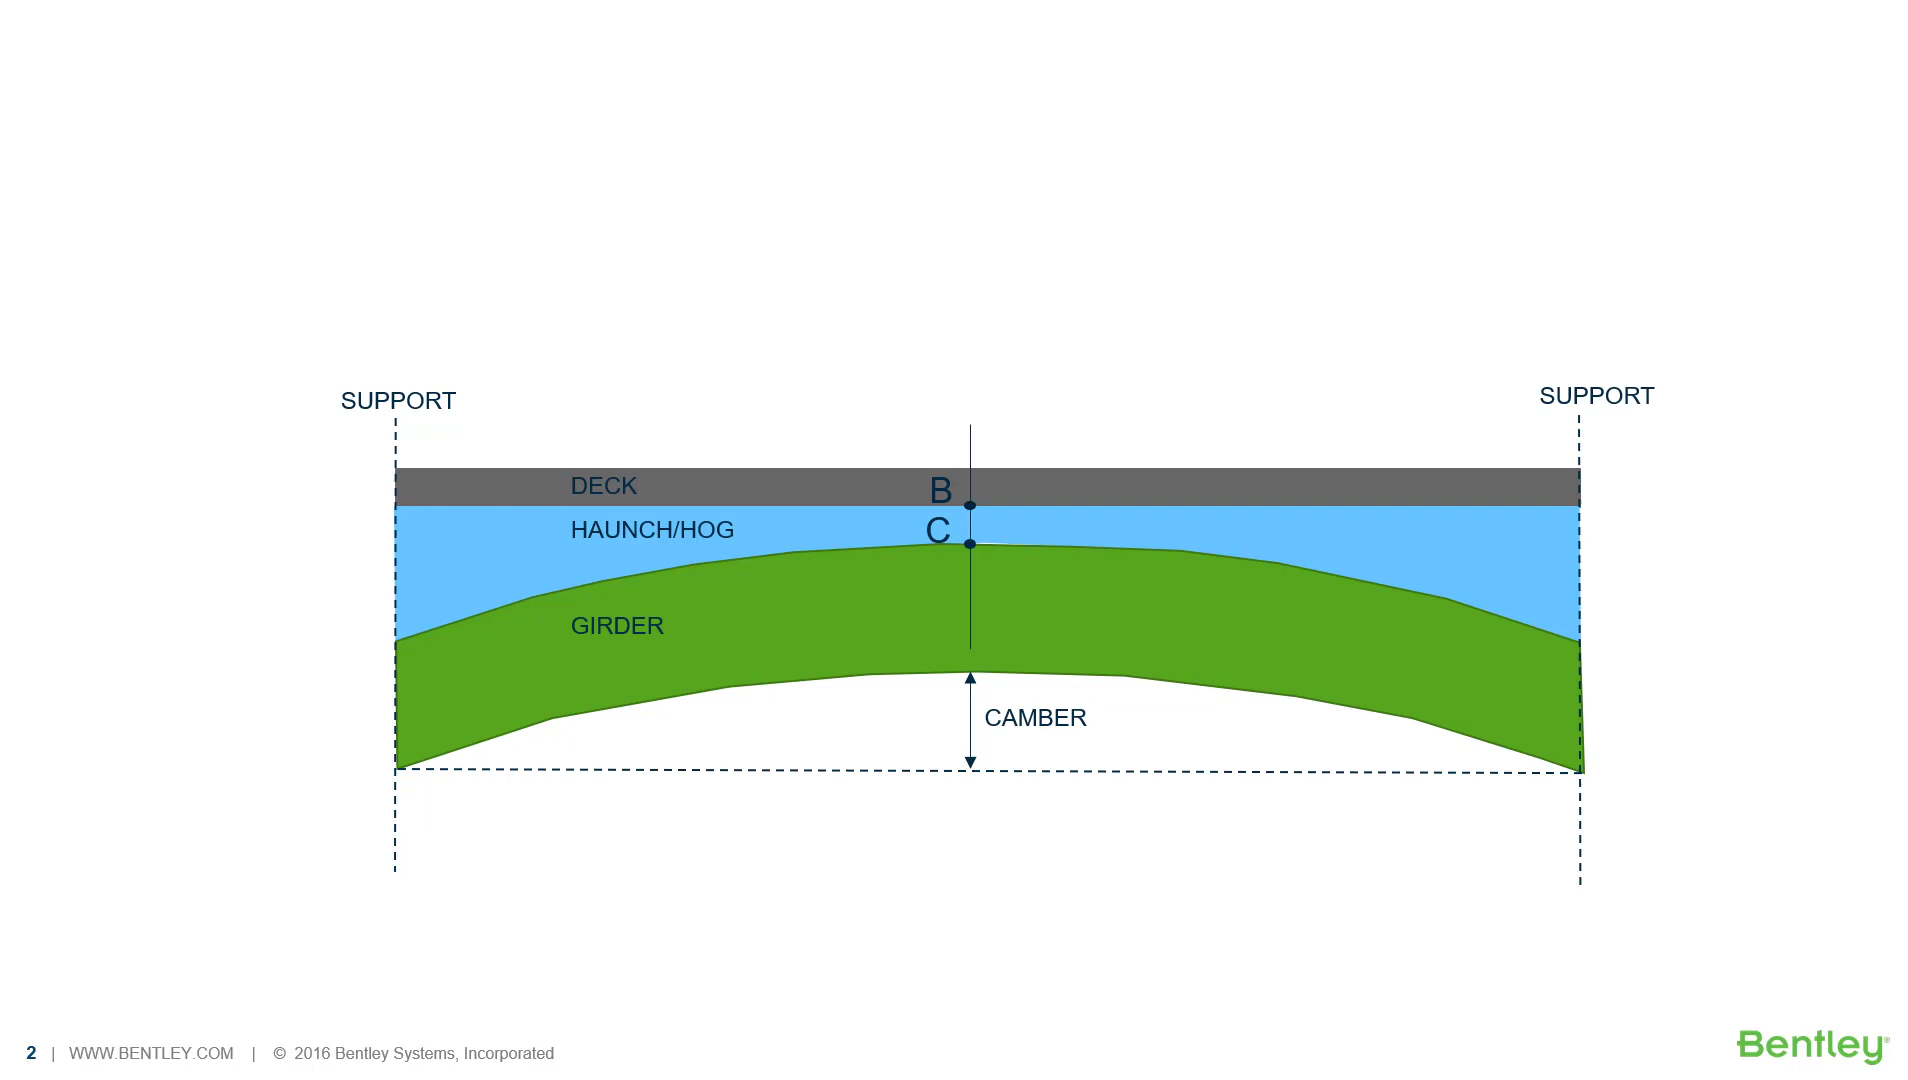 SUPPORT
SUPPORT
DECK
B
HAUNCH/HOG
C
GIRDER
CAMBER
2 | WWW.BENTLEY.COM | © 2016 Bentley Systems, Incorporated
Bentley®